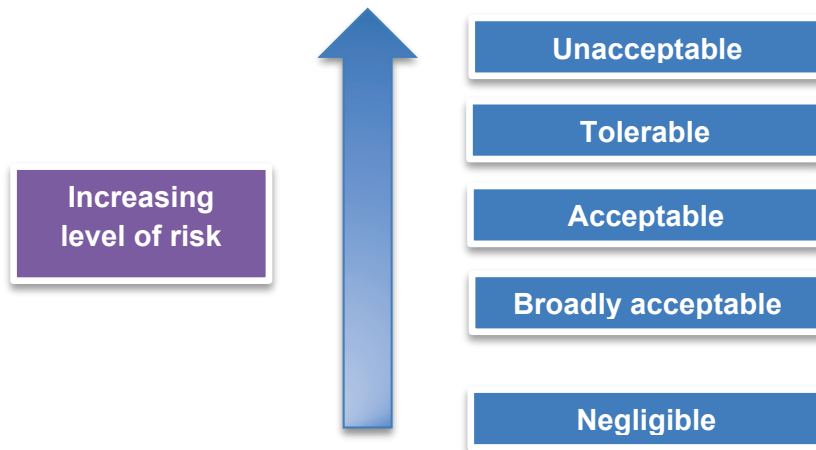 Increasing
level of risk
Unacceptable
Tolerable
Acceptable
Broadly acceptable
Negligible